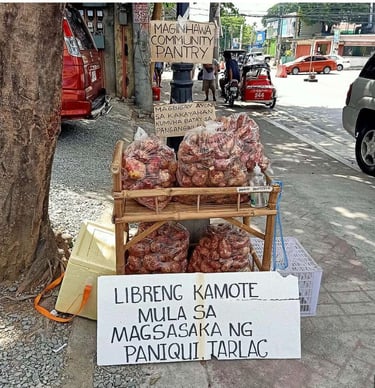 MAGINHAWA
COMMUNITY
PANTRY
MAGBIGAY AYON
SA KAKAYAHAN
KUMUHA BATAY SA
PANGANGAILANGAN
LIBRENG KAMOTE
MULA SA
MAGSASAKA NG
PANIQUI, TARLAC